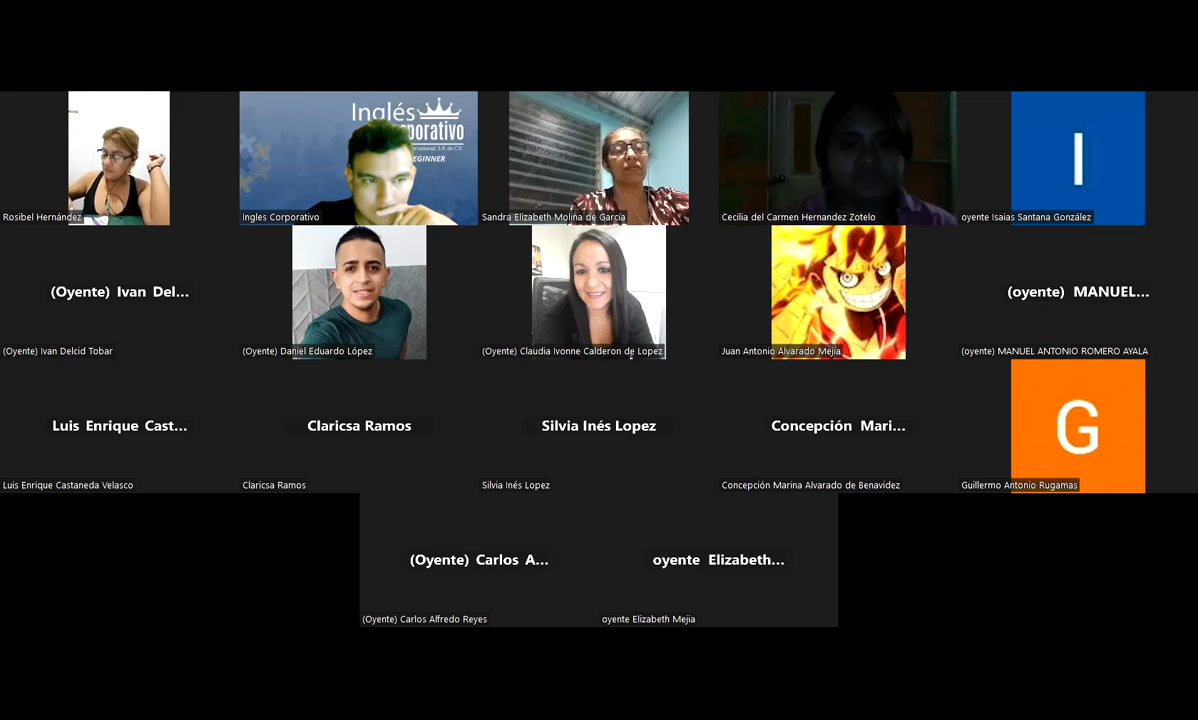 Inglés
rporativo
ternational, S.A. de C.V.
EGINNER
Rosibel Hernández
Ingles Corporativo
Sandra Elizabeth Molina de García
Cecilia del Carmen Hernandez Zotelo
I
oyente Isaias Santana González
(Oyente) Ivan Del...
(oyente) MANUEL...
(Oyente) Ivan Delcid Tobar
(Oyente) Daniel Eduardo López
(Oyente) Claudia Ivonne Calderon de Lopez
Juan Antonio Alvarado Mejía
(oyente) MANUEL ANTONIO ROMERO AYALA
Luis Enrique Cast...
Claricsa Ramos
Silvia Inés Lopez
Concepción Mari...
G
Luis Enrique Castaneda Velasco
Claricsa Ramos
Silvia Inés Lopez
Concepción Marina Alvarado de Benavidez
Guillermo Antonio Rugamas
(Oyente) Carlos A...
oyente Elizabeth...
(Oyente) Carlos Alfredo Reyes
oyente Elizabeth Mejia